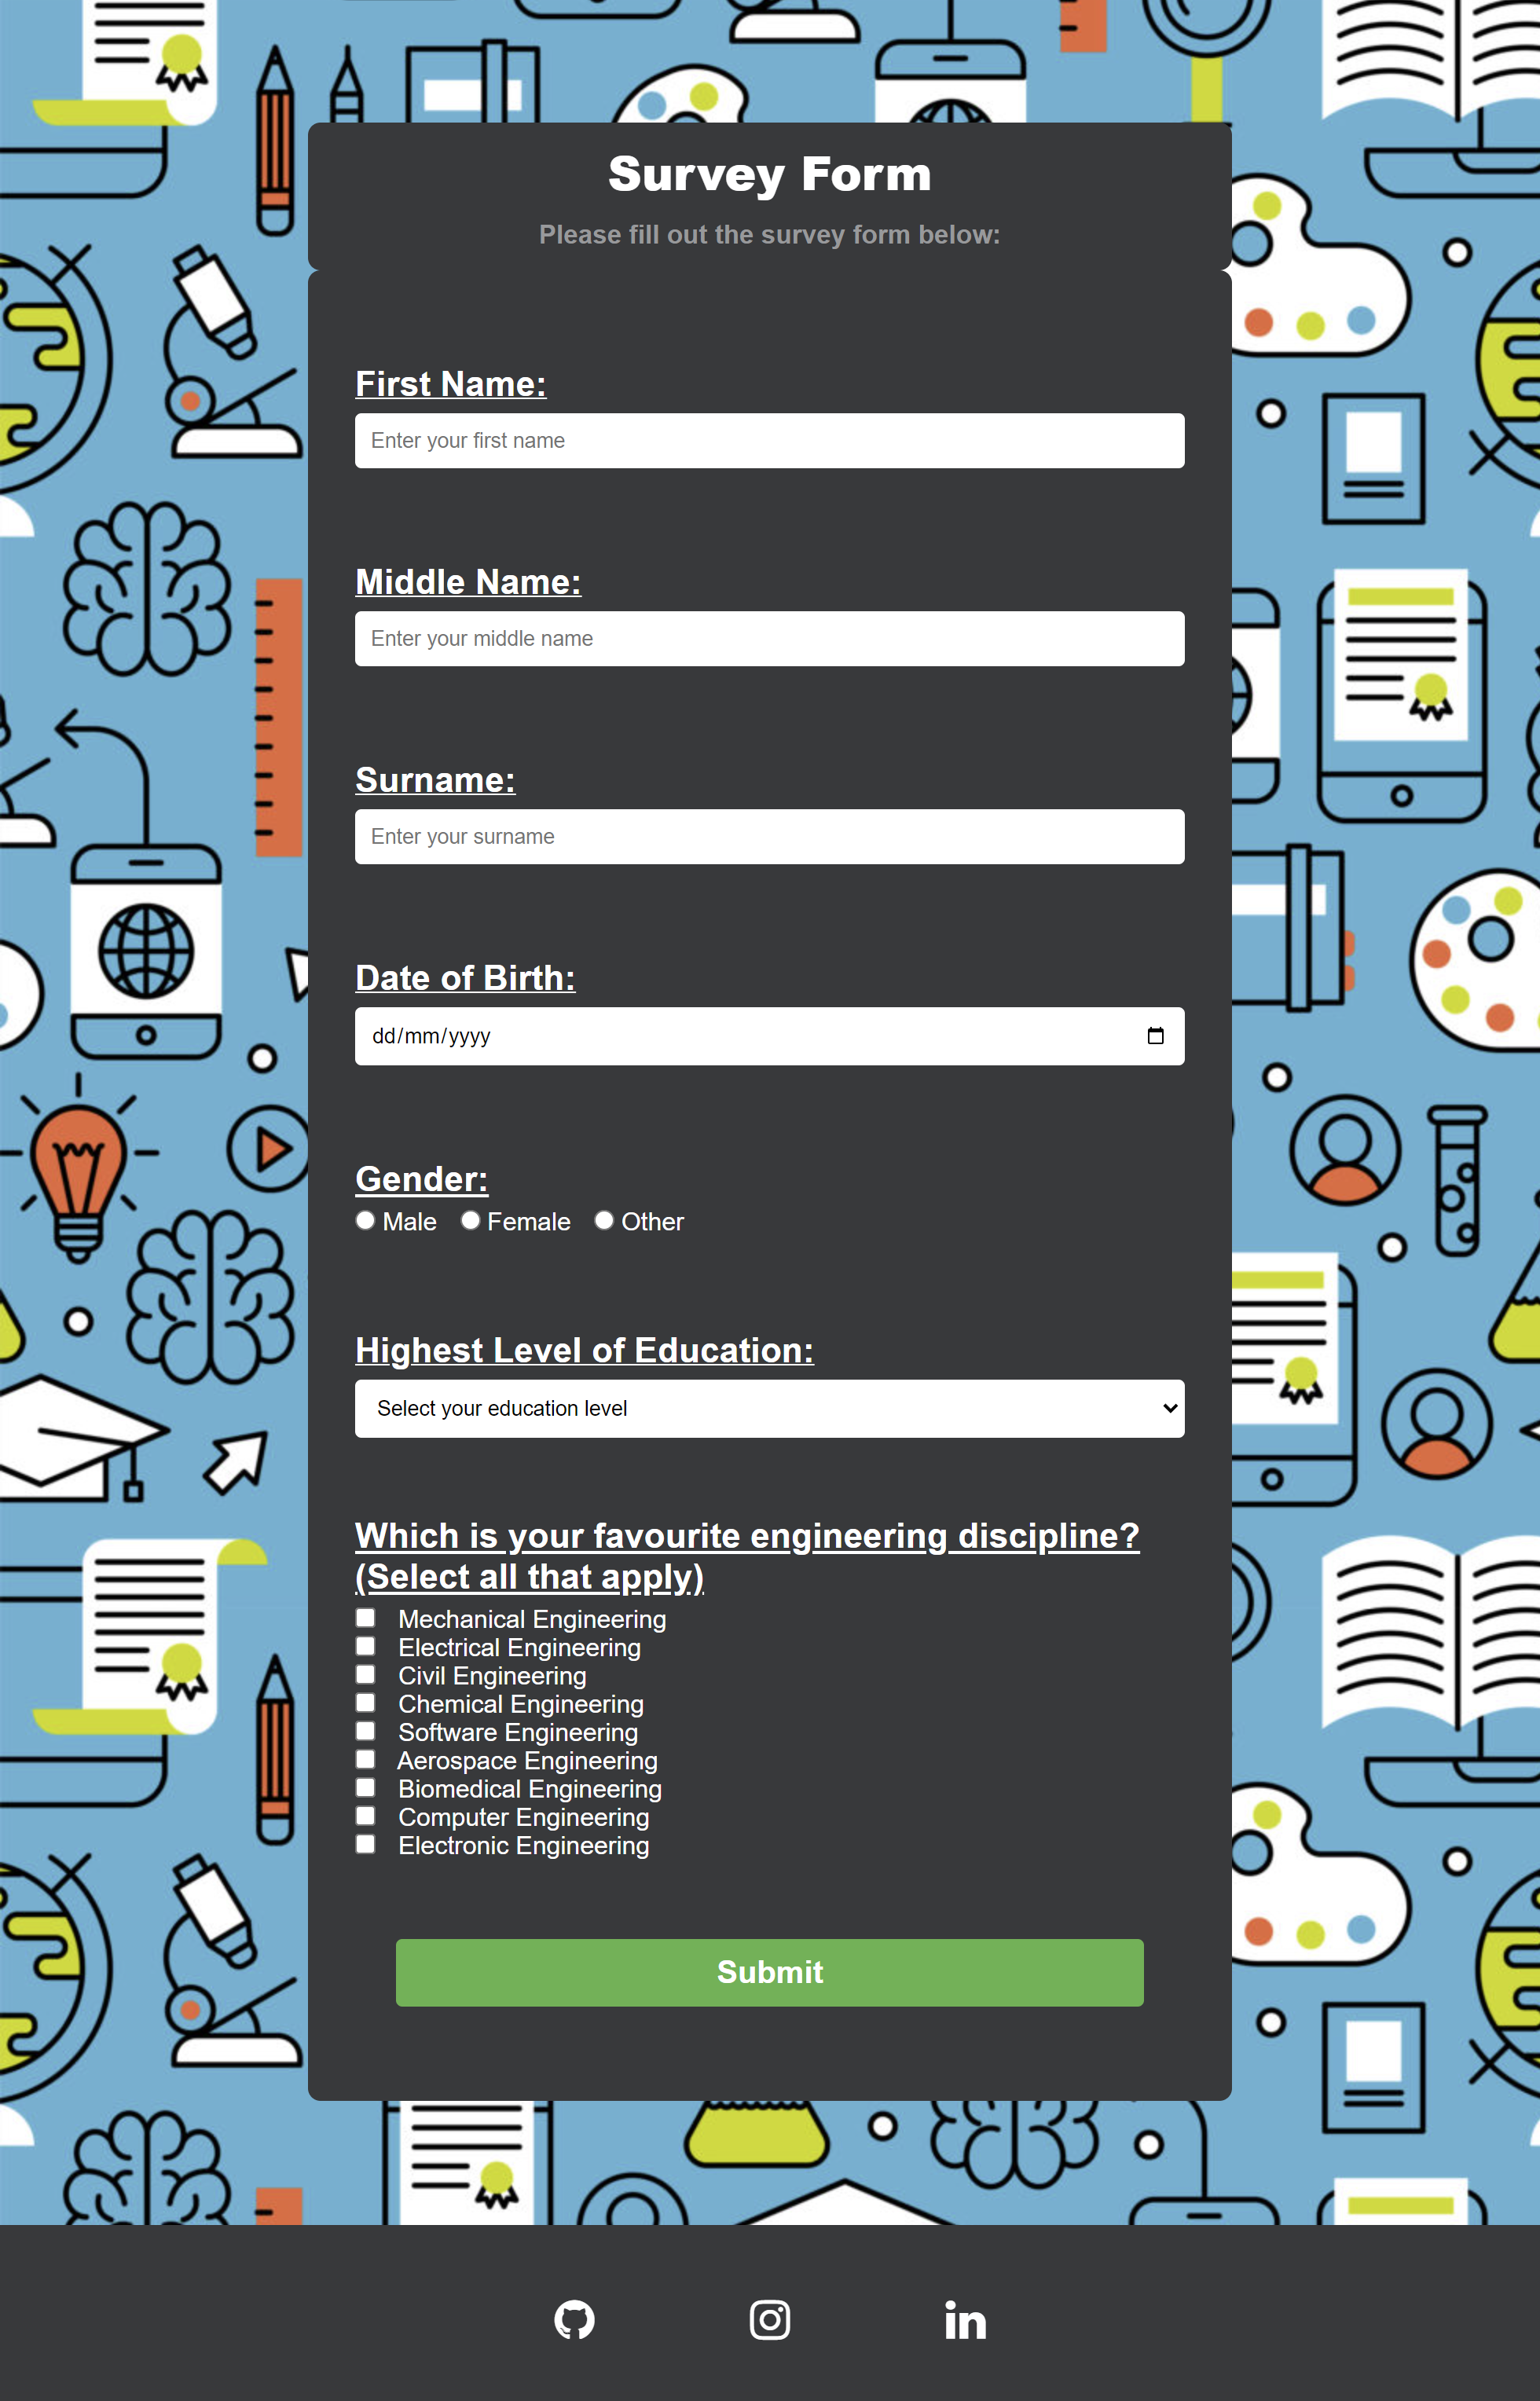 Survey Form
Please fill out the survey form below:
First Name:
Enter your first name
Middle Name:
Enter your middle name
Surname:
Enter your surname
Date of Birth:
dd/mm/yyyy
Gender:
Male Female Other
Highest Level of Education:
Select your education level
Which is your favourite engineering discipline?
(Select all that apply)
Mechanical Engineering
Electrical Engineering
Civil Engineering
Chemical Engineering
Software Engineering
Aerospace Engineering
Biomedical Engineering
Computer Engineering
Electronic Engineering
Submit
in